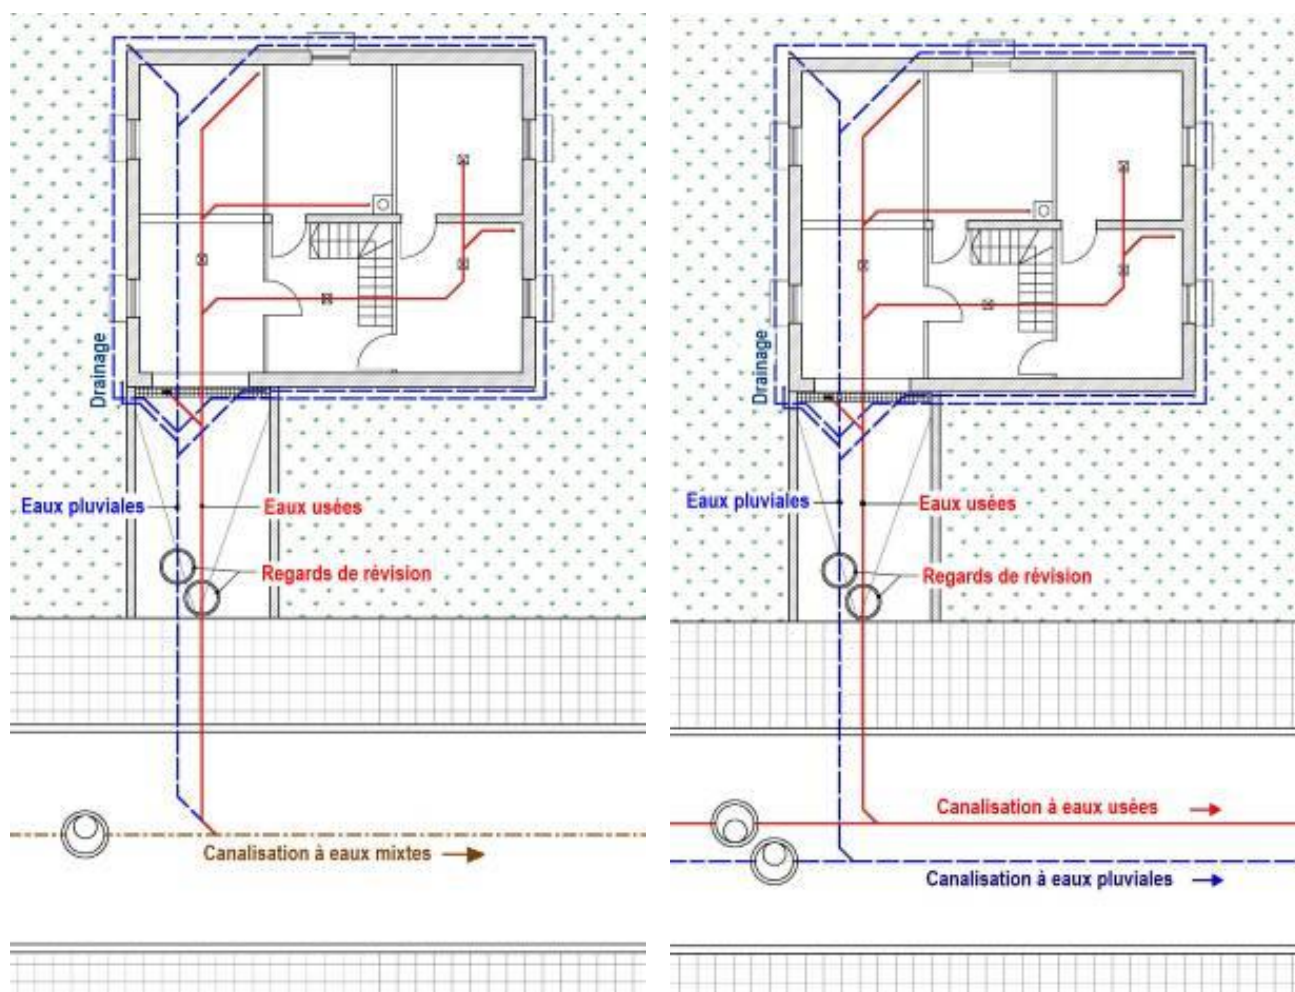 Drainage
Eaux pluviales
Eaux usées
Regards de révision
Canalisation à eaux mixtes
Drainage
Eaux pluviales
Eaux usées
Regards de révision
Canalisation à eaux usées
Canalisation à eaux pluviales